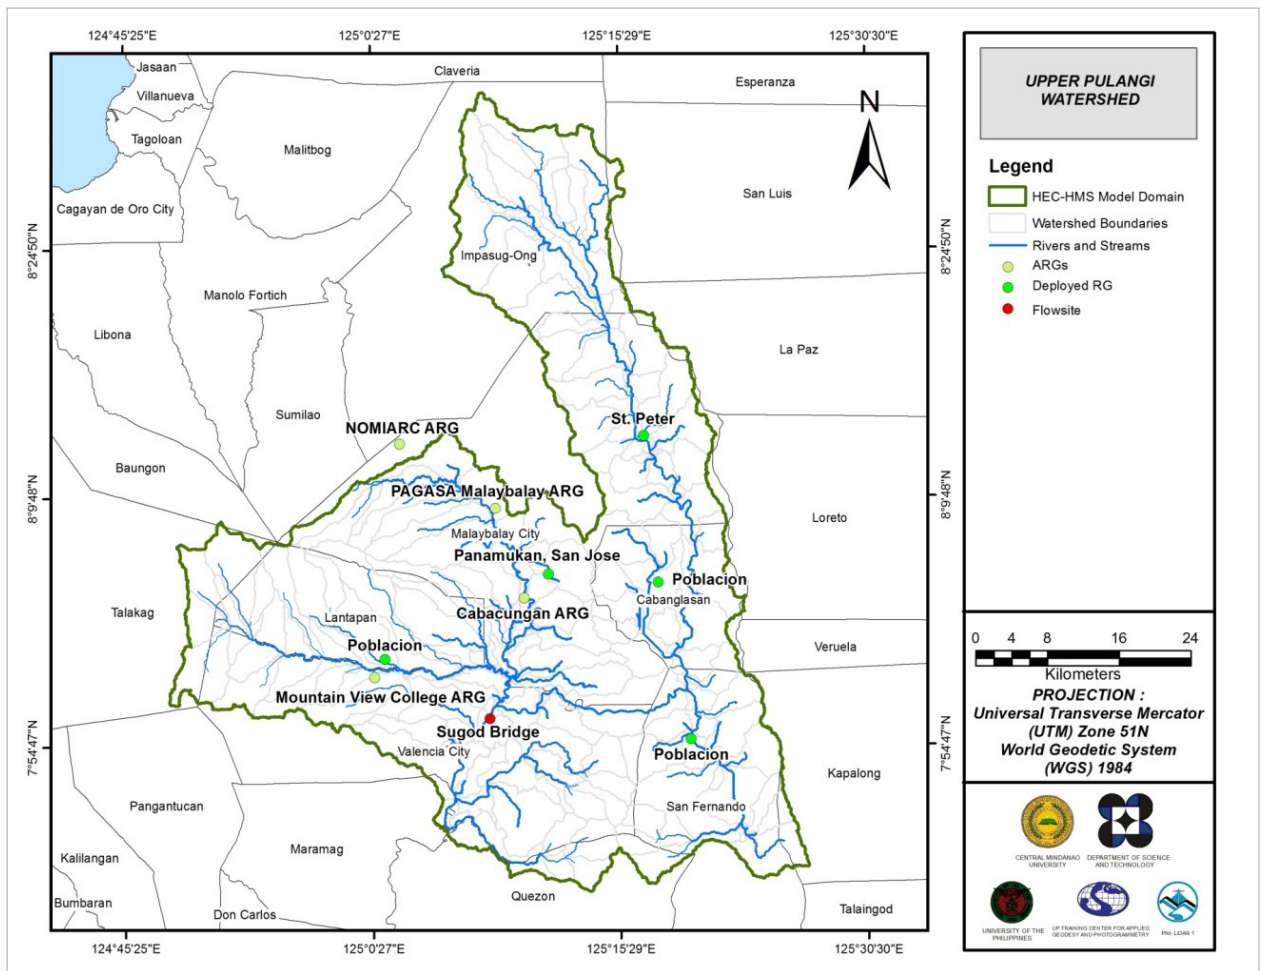 124°45'25"E
125°0'27"E
125°15'29"E
125°30'30"E
Jasaan
Claveria
Esperanza
Villanueva
Tagoloan
Malitbog
N
San Luis
Cagayan de Oro City
8°24'50"N
8°24'50"N
Impasug-Ong
Manolo Fortich
Libona
La Paz
Sumilao
St. Peter
NOMIARC ARG
Baungon
PAGASA Malaybalay ARG
8°9'48"N
8°9'48"N
Loreto
Malaybalay City
Panamukan, San Jose
Poblacion
Cabanglasan
Talakag
Lantapan
Cabacungan ARG
Poblacion
Veruela
Mountain View College ARG
Sugod Bridge
Valencia City
7°54'47"N
7°54'47"N
Poblacion
Kapalong
Pangantucan
San Fernando
Maramag
Kalilangan
Quezon
Bumbaran
Don Carlos
Talaingod
124°45'25"E
125°0'27"E
125°15'29"E
125°30'30"E
UPPER PULANGI
WATERSHED
Legend
HEC-HMS Model Domain
Watershed Boundaries
Rivers and Streams
ARGs
Deployed RG
Flowsite
0 4 8 16 24
Kilometers
PROJECTION :
Universal Transverse Mercator
(UTM) Zone 51N
World Geodetic System
(WGS) 1984
CENTRAL MINDANAO
UNIVERSITY
DEPARTMENT OF SCIENCE
AND TECHNOLOGY
UNIVERSITY OF THE
PHILIPPINES
UP TRAINING CENTER FOR APPLIED
GEODESY AND PHOTOGRAMMETRY
PHIL-LIDAR 1